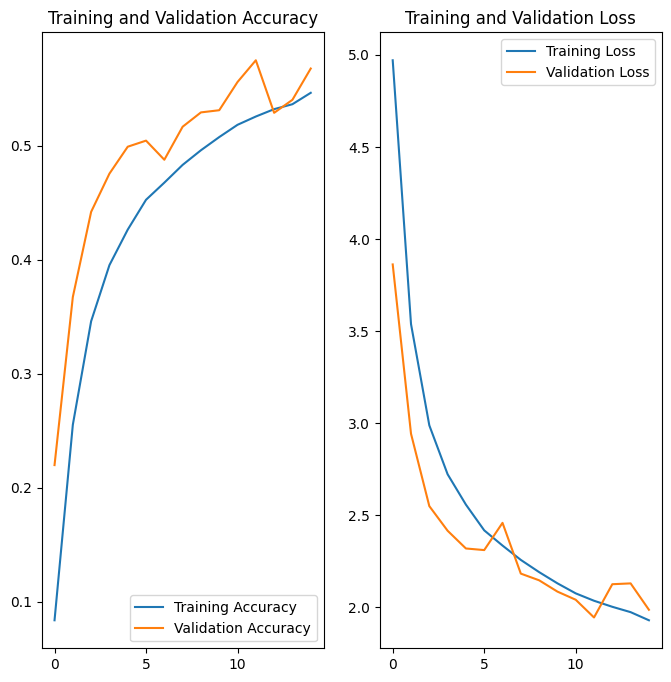 Training and Validation Accuracy
0.5
0.4
0.3
0.2
0.1
Training Accuracy
Validation Accuracy
0 5 10
Training and Validation Loss
Training Loss
Validation Loss
5.0
4.5
4.0
3.5
3.0
2.5
2.0
0 5 10